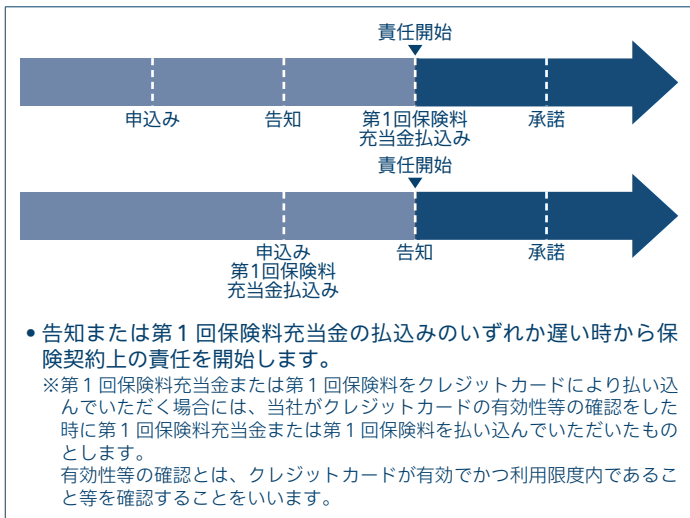 責任開始
申込み 告知 第1回保険料 承諾
充当金払込み
責任開始
申込み 告知 承諾
第1回保険料
充当金払込み
•告知または第1回保険料充当金の払込みのいずれか遅い時から保
険契約上の責任を開始します。
※第1回保険料充当金または第1回保険料をクレジットカードにより払い込
んでいただく場合には、当社がクレジットカードの有効性等の確認をした
時に第1回保険料充当金または第1回保険料を払い込んでいただいたもの
とします。
有効性等の確認とは、クレジットカードが有効でかつ利用限度内であるこ
と等を確認することをいいます。